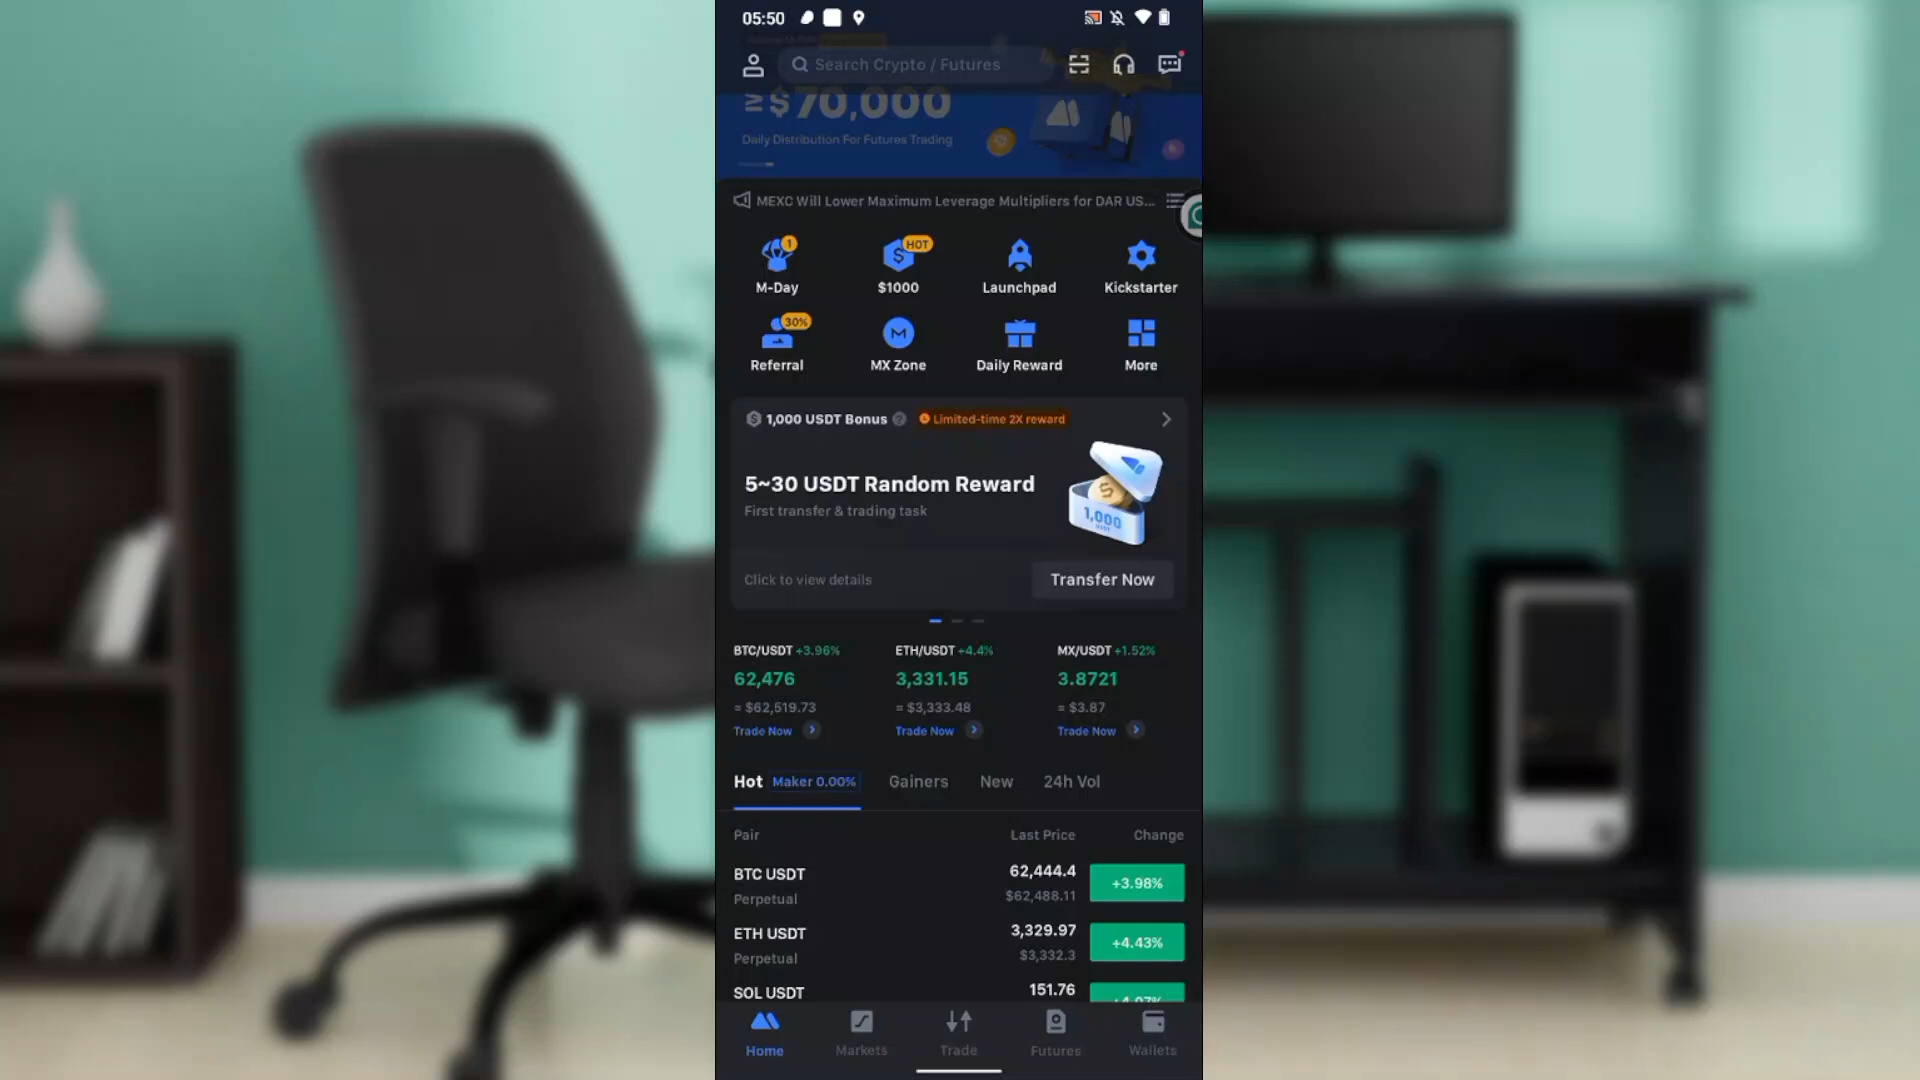 05:50
Search Crypto / Futures
≥$70,000
Daily Distribution For Futures Trading
MEXC Will Lower Maximum Leverage Multipliers for DAR US...
1
HOT
M-Day
$1000
Launchpad
Kickstarter
30%
Referral
MX Zone
Daily Reward
More
1,000 USDT Bonus
Limited-time 2X reward
5~30 USDT Random Reward
First transfer & trading task
1,000
USDT
Click to view details
Transfer Now
BTC/USDT +3.96%
ETH/USDT +4.4%
MX/USDT +1.52%
62,476
3,331.15
3.8721
= $62,519.73
= $3,333.48
= $3.87
Trade Now
Trade Now
Trade Now
Hot Maker 0.00%
Gainers
New
24h Vol
Pair
Last Price
Change
BTC USDT
62,444.4
+3.98%
Perpetual
$62,488.11
ETH USDT
3,329.97
+4.43%
Perpetual
$3,332.3
SOL USDT
151.76
Home
Markets
Trade
Futures
Wallets